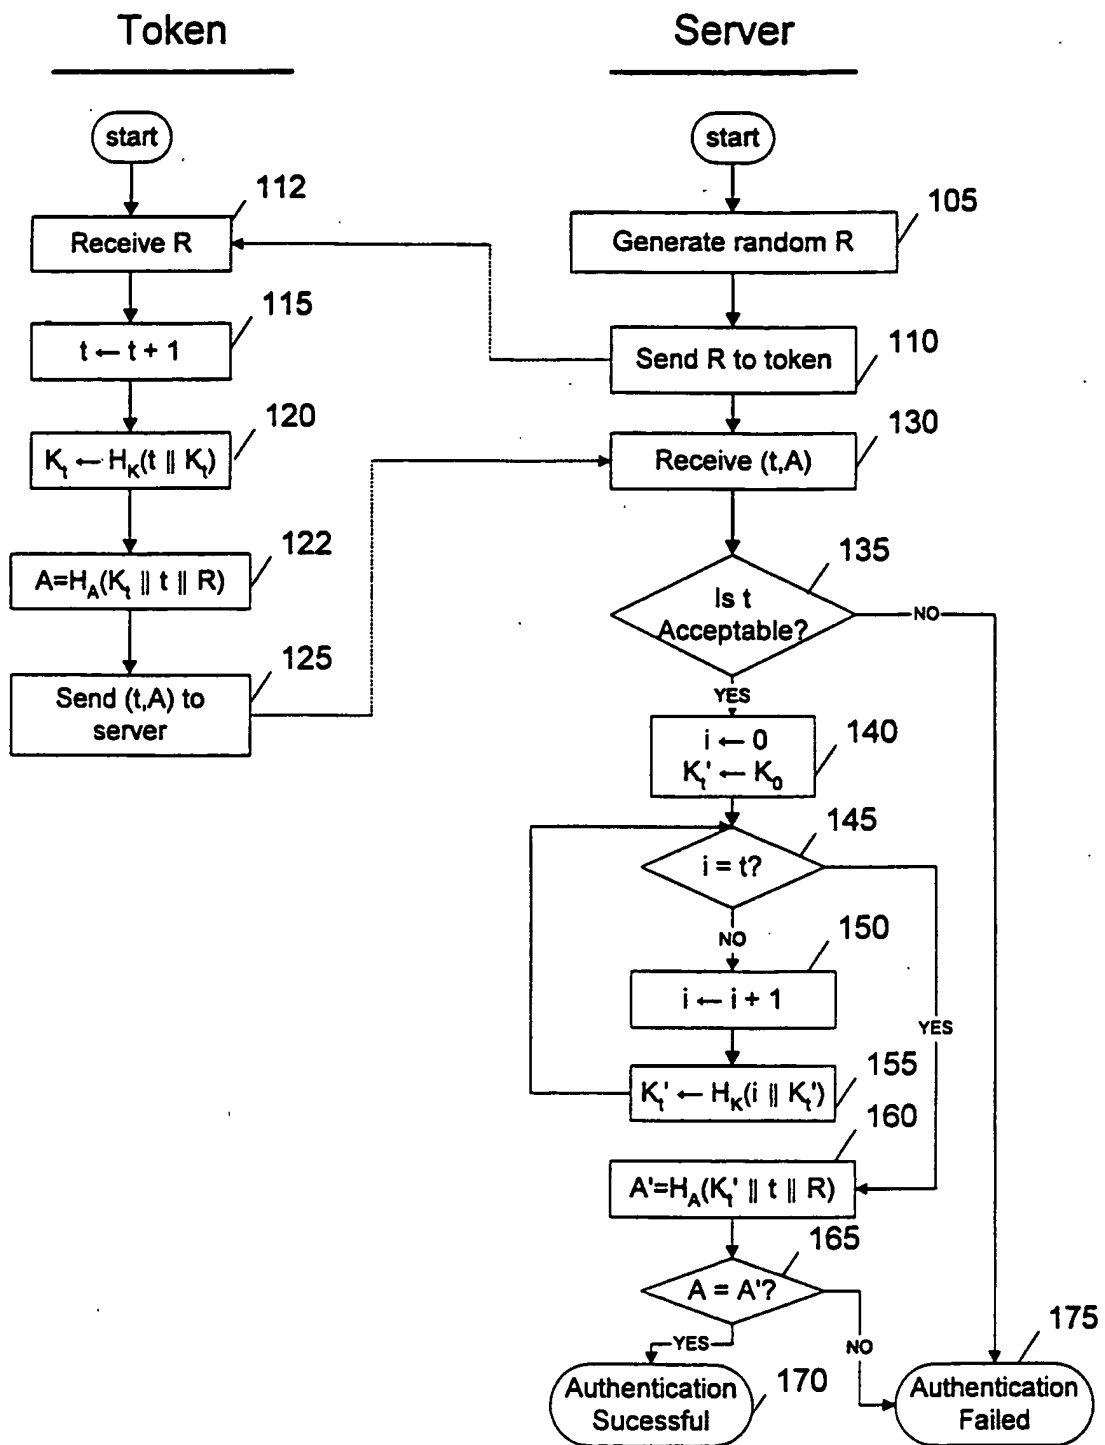 Token
start
112
Receive R
115
t ← t + 1
120
Kt ← HK(t || Kt)
122
A=HA(Kt || t || R)
125
Send (t,A) to
server
Server
start
105
Generate random R
110
Send R to token
130
Receive (t,A)
135
Is t
Acceptable?
NO
YES
140
i ← 0
Kt' ← K0
145
i = t?
NO
YES
150
i ← i + 1
155
Kt' ← HK(i || Kt')
160
A'=HA(Kt' || t || R)
165
A = A'?
YES
NO
170
Authentication
Sucessful
175
Authentication
Failed